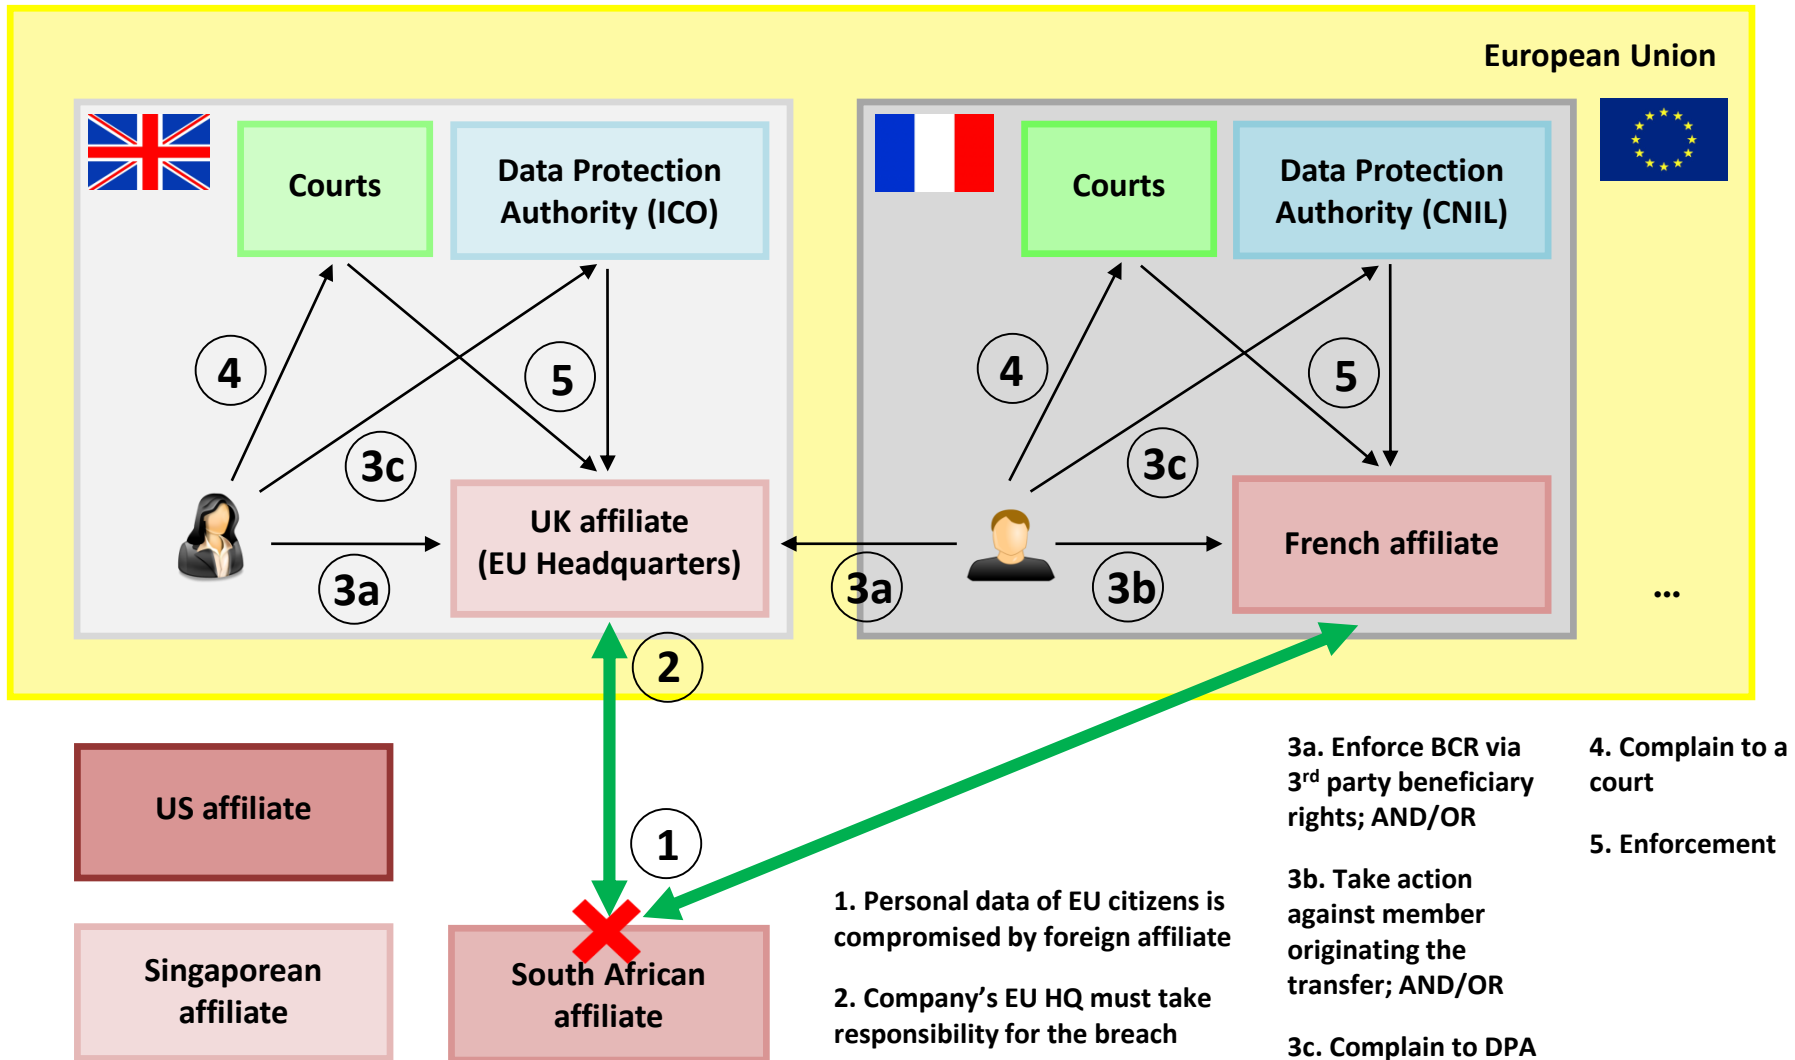 European Union
Courts
Data Protection
Authority (ICO)
Courts
Data Protection
Authority (CNIL)
4
5
3c
4
5
3c
UK affiliate
(EU Headquarters)
French affiliate
3a
3a
3b
...
2
1
US affiliate
Singaporean
affiliate
South African
affiliate
1. Personal data of EU citizens is
compromised by foreign affiliate
2. Company’s EU HQ must take
responsibility for the breach
3a. Enforce BCR via
3rd party beneficiary
rights; AND/OR
3b. Take action
against member
originating the
transfer; AND/OR
3c. Complain to DPA
4. Complain to a
court
5. Enforcement